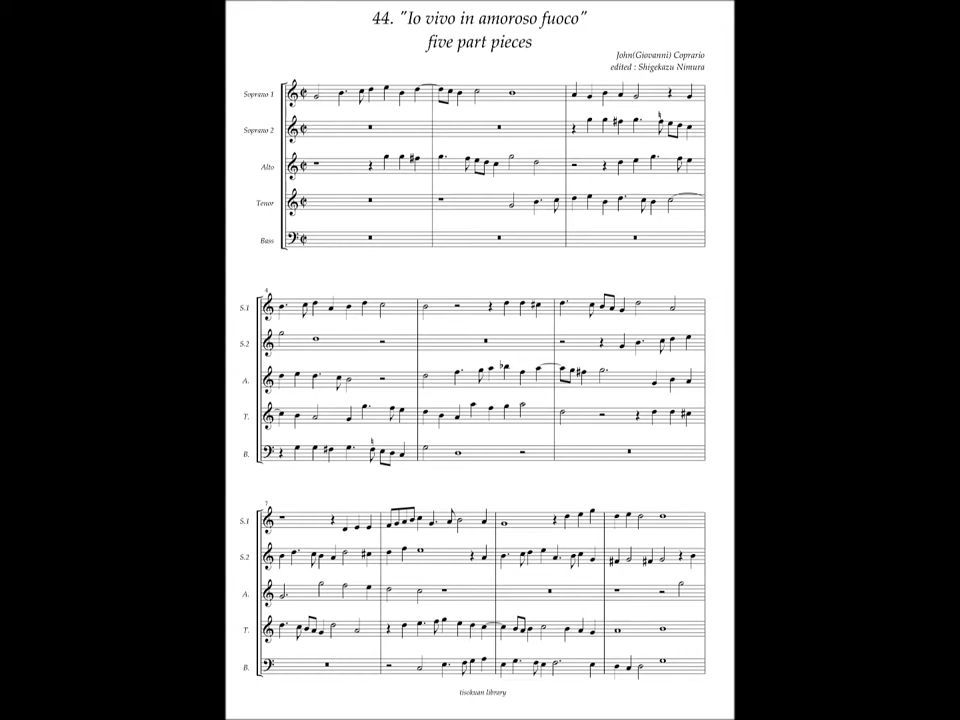 44. "Io vivo in amoroso fuoco"
five part pieces
John(Giovanni) Coprario
edited : Shigekazu Nimura
Soprano 1
Soprano 2
Alto
Tenor
Bass
4
S.1
S.2
A.
T.
B.
S.1
S.2
A.
T.
B.
tisokuan library